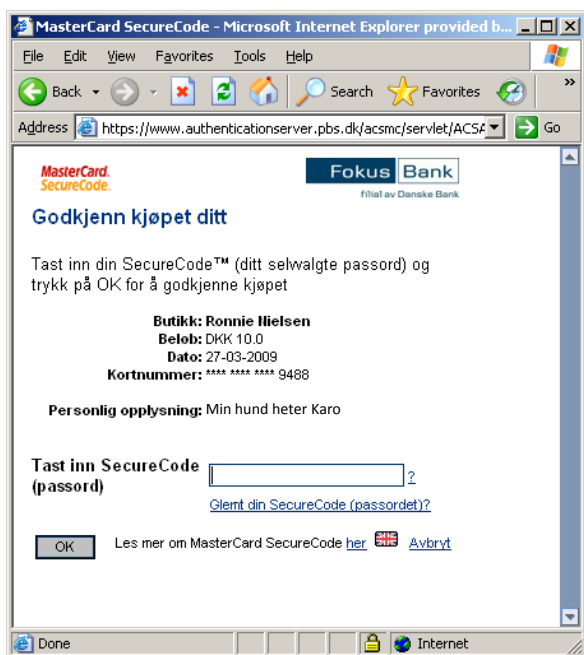 MasterCard SecureCode - Microsoft Internet Explorer provided b...
File Edit View Favorites Tools Help
Back Search Favorites »
Address https://www.authenticationserver.pbs.dk/acsmc/servlet/ACSA Go
MasterCard.
SecureCode.
Fokus Bank
filial av Danske Bank
Godkjenn kjøpet ditt
Tast inn din SecureCode™ (ditt selvvalgte passord) og
trykk på OK for å godkjenne kjøpet
Butikk: Ronnie Nielsen
Beløb: DKK 10.0
Dato: 27-03-2009
Kortnummer: **** **** **** 9488
Personlig opplysning: Min hund heter Karo
Tast inn SecureCode
(passord)
?
Glemt din SecureCode (passordet)?
OK Les mer om MasterCard SecureCode her Avbryt
Done Internet